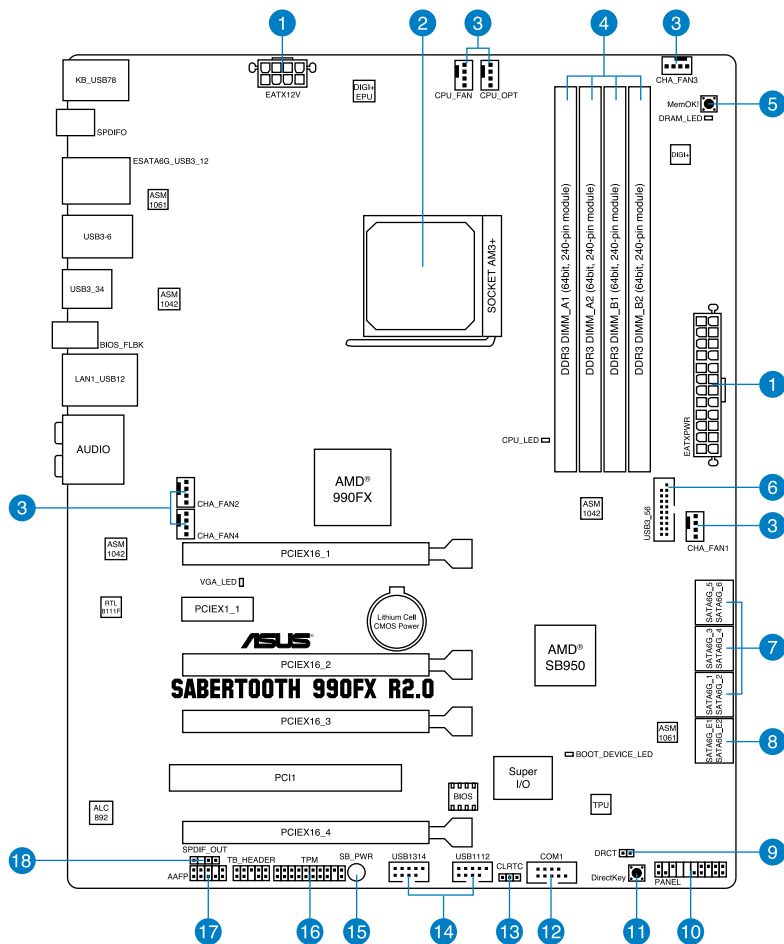 1
2
3
4
3
KB_USB78
EATX12V
DIGI+
EPU
CPU_FAN
CPU_OPT
CHA_FAN3
MemOK!
5
DRAM_LED
SPDIFO
DIGI+
ESATA6G_USB3_12
ASM
1061
USB3-6
SOCKET AM3+
DDR3 DIMM_A1 (64bit, 240-pin module)
DDR3 DIMM_A2 (64bit, 240-pin module)
DDR3 DIMM_B1 (64bit, 240-pin module)
DDR3 DIMM_B2 (64bit, 240-pin module)
USB3_34
ASM
1042
BIOS_FLBK
LAN1_USB12
EATXPWR
1
AUDIO
CPU_LED
AMD®
990FX
3
CHA_FAN2
CHA_FAN4
ASM
1042
USB3_56
6
3
CHA_FAN1
ASM
1042
PCIEX16_1
VGA_LED
RTL
8111F
PCIEX1_1
Lithium Cell
CMOS Power
SATA6G_5
SATA6G_6
SATA6G_3
SATA6G_4
7
ASUS
PCIEX16_2
AMD®
SB950
SABERTOOTH 990FX R2.0
SATA6G_1
SATA6G_2
PCIEX16_3
ASM
1061
SATA6G_E1
SATA6G_E2
8
BOOT_DEVICE_LED
PCI1
Super
I/O
BIOS
TPU
ALC
892
PCIEX16_4
18
SPDIF_OUT
AAFP
TB_HEADER
TPM
SB_PWR
USB1314
USB1112
CLRTC
COM1
DRCT
9
DirectKey
PANEL
17
16
15
14
13
12
11
10